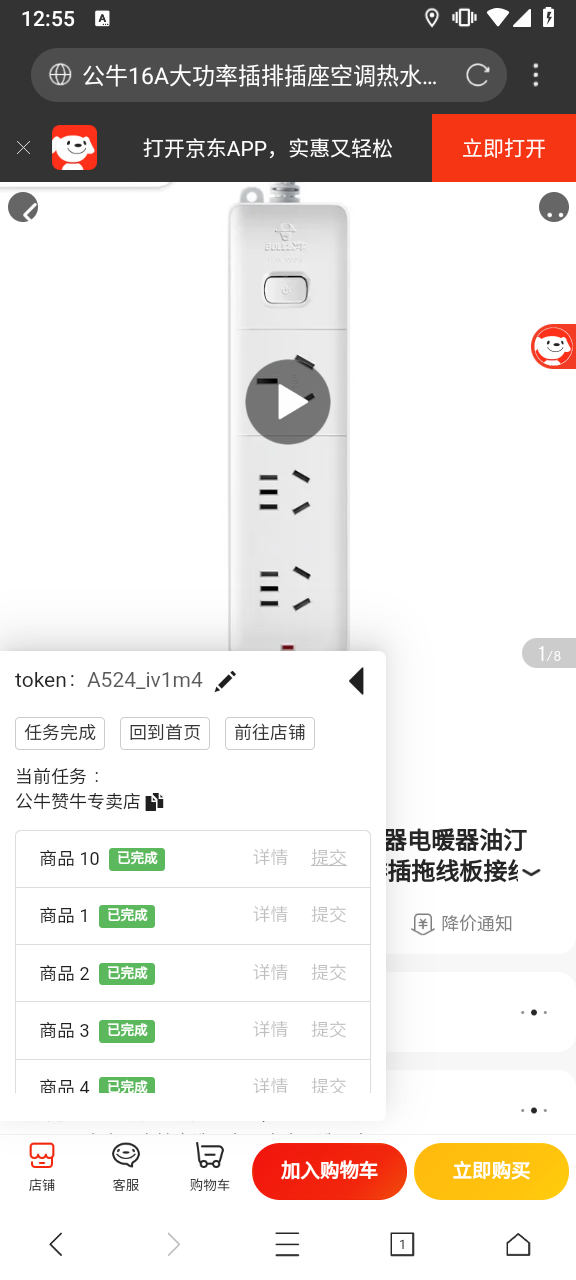 12:55
A
公牛16A大功率插排插座空调热水...
打开京东APP，实惠又轻松
立即打开
BULL公牛
1/8
token： A524_iv1m4
任务完成
回到首页
前往店铺
当前任务：
公牛赞牛专卖店
器电暖器油汀
商品 10 已完成 详情 提交
插拖线板接线
商品 1 已完成 详情 提交
降价通知
商品 2 已完成 详情 提交
商品 3 已完成 详情 提交
商品 4 已完成 详情 提交
店铺
客服
购物车
加入购物车
立即购买
1